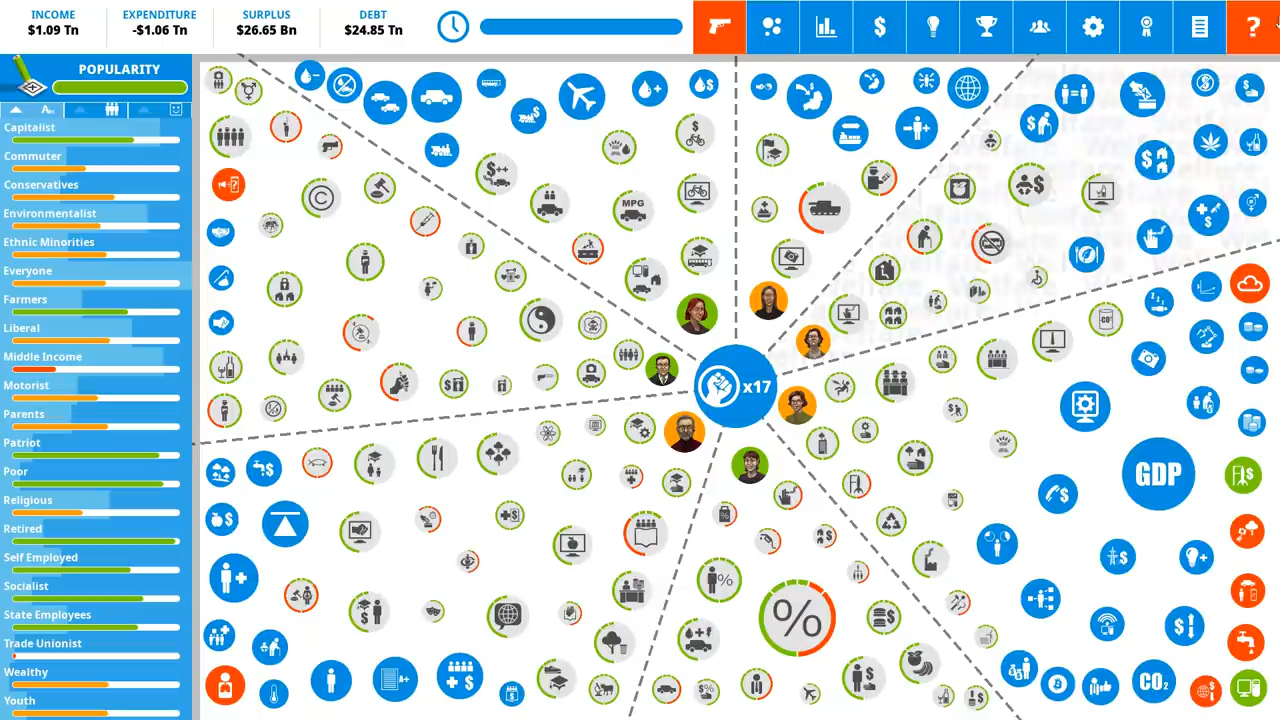 INCOME
EXPENDITURE
SURPLUS
DEBT
$1.09 Tn
-$1.06 Tn
$26.65 Bn
$24.85 Tn
$
?
POPULARITY
Capitalist
Commuter
Conservatives
Environmentalist
Ethnic Minorities
Everyone
Farmers
Liberal
Middle Income
Motorist
Parents
Patriot
Poor
Religious
Retired
Self Employed
Socialist
State Employees
Trade Unionist
Wealthy
Youth
MPG
x17
GDP
CO₂
%
A+